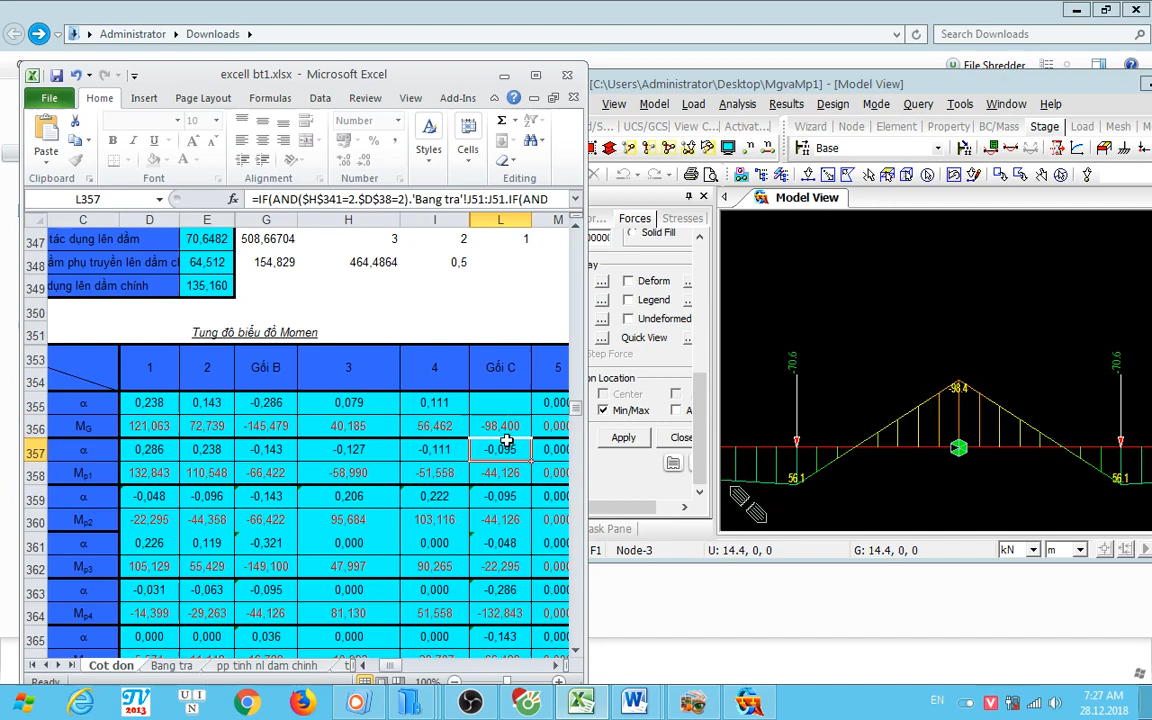 Administrator
Downloads
Search Downloads
File Shredder
excell bt1.xlsx - Microsoft Excel
File
Home
Insert
Page Layout
Formulas
Data
Review
View
Add-Ins
10
Number
Paste
Styles
Cells
Clipboard
Font
Alignment
Number
Editing
L357
=IF(AND($H$341=2.$D$38=2).'Bang tra'!J51:J51.IF(AND
C D E G H I L M
347 tác dụng lên dầm 70,6482 508,66704 3 2 1
348 ầm phụ truyền lên dầm cl 64,512 154,829 464,4864 0,5
349 dụng lên dầm chính 135,160
350
351 Tung độ biểu đồ Momen
353
354
1 2 Gối B 3 4 Gối C 5
355 α 0,238 0,143 -0,286 0,079 0,111 0,000
356 MG 121,063 72,739 -145,479 40,185 56,462 -98,400 0,000
357 α 0,286 0,238 -0,143 -0,127 -0,111 -0,095 0,000
358 Mp1 132,843 110,548 -66,422 -58,990 -51,558 -44,126 0,000
359 α -0,048 -0,096 -0,143 0,206 0,222 -0,095 0,000
360 Mp2 -22,295 -44,358 -66,422 95,684 103,116 -44,126 0,000
361 α 0,226 0,119 -0,321 0,000 0,000 -0,048 0,000
362 Mp3 105,129 55,429 -149,100 47,997 90,265 -22,295 0,000
363 α -0,031 -0,063 -0,095 0,000 0,000 -0,286 0,000
364 Mp4 -14,399 -29,263 -44,126 81,130 51,558 -132,843 0,000
365 α 0,000 0,000 0,036 0,000 0,000 -0,143 0,000
Cot don
Bang tra
pp tinh nl dam chinh
Ready
100%
[C:\Users\Administrator\Desktop\MgvaMp1] - [Model View]
View
Model
Load
Analysis
Results
Design
Mode
Query
Tools
Window
Help
UCS/GCS
View C...
Activat...
Wizard
Node
Element
Property
BC/Mass
Stage
Load
Mesh
Base
Model View
Forces
Stresses
Solid Fill
Deform
Legend
Undeformed
Quick View
Step Force
on Location
Center
Min/Max
Apply
Close
ask Pane
-70.6
-98.4
-70.6
56.1
56.1
F1
Node-3
U: 14.4, 0, 0
G: 14.4, 0, 0
kN
m
TV
2013
U I
N
EN
7:27 AM
28.12.2018